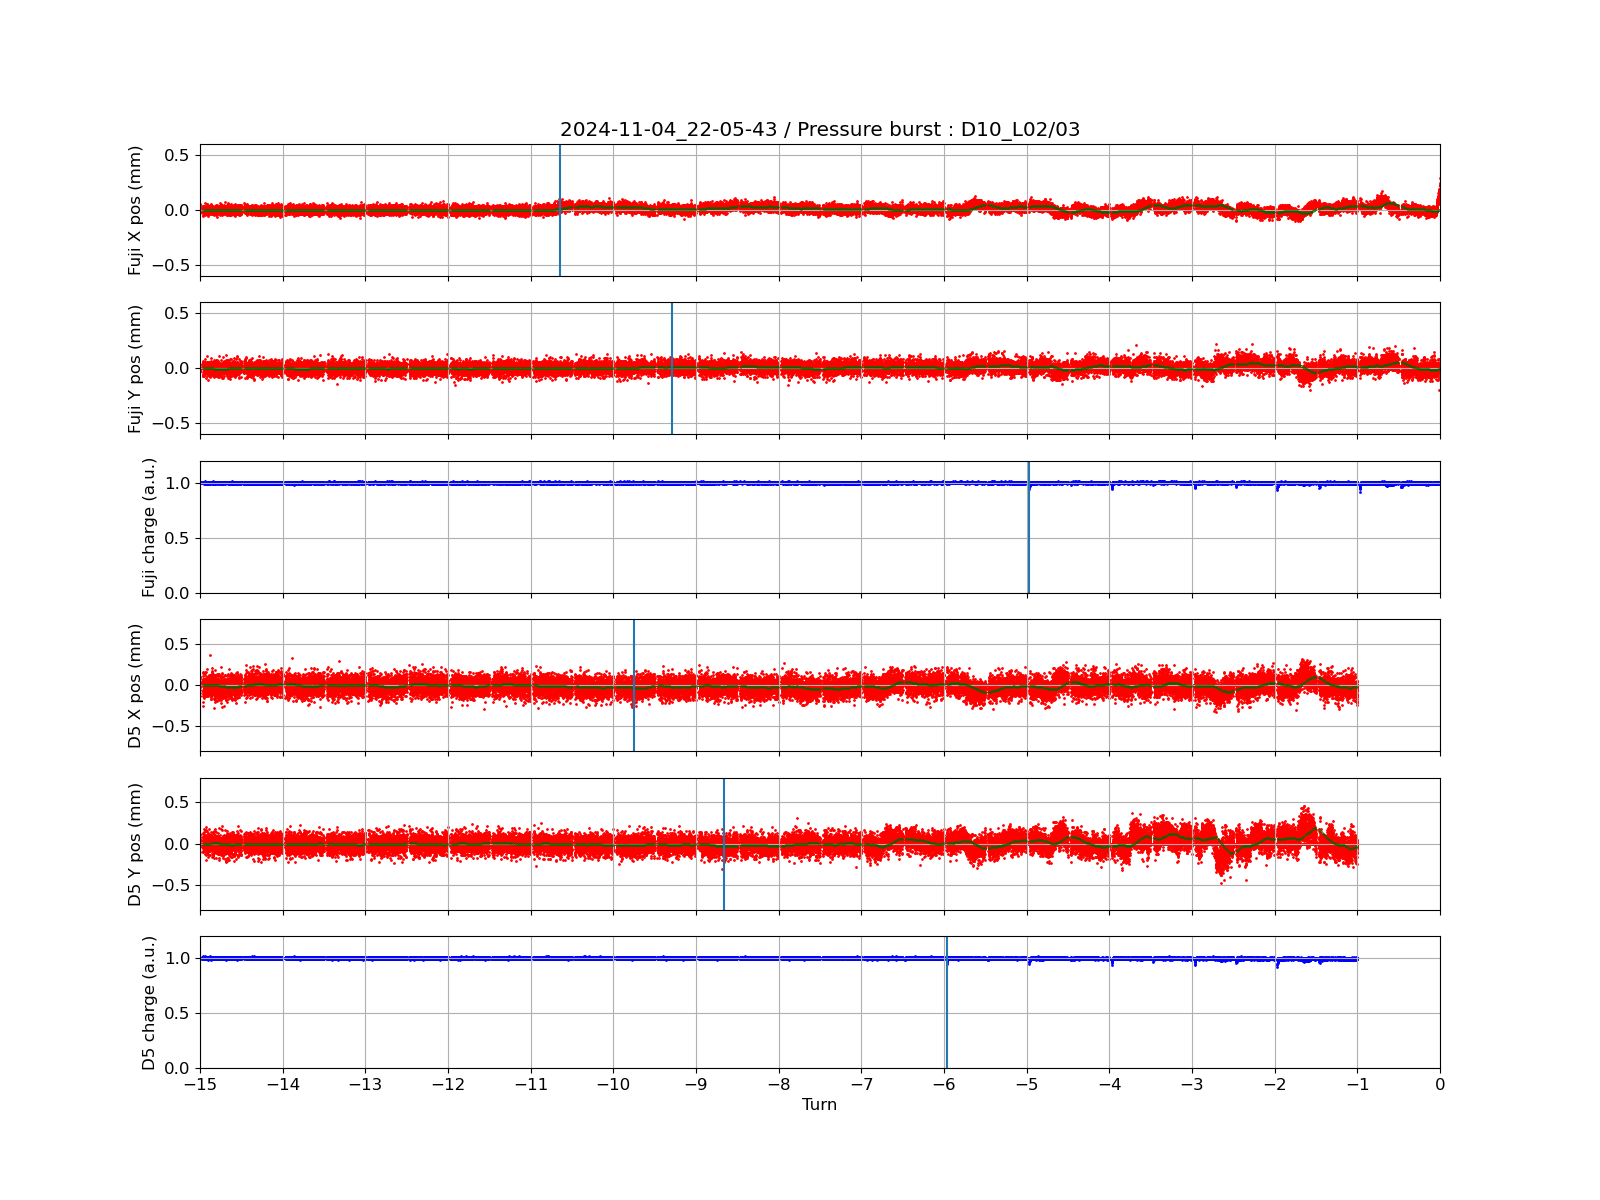 2024-11-04_22-05-43 / Pressure burst : D10_L02/03
Fuji X pos (mm)
0.5
0.0
−0.5
Fuji Y pos (mm)
0.5
0.0
−0.5
Fuji charge (a.u.)
1.0
0.5
0.0
D5 X pos (mm)
0.5
0.0
−0.5
D5 Y pos (mm)
0.5
0.0
−0.5
D5 charge (a.u.)
1.0
0.5
0.0
−15 −14 −13 −12 −11 −10 −9 −8 −7 −6 −5 −4 −3 −2 −1 0
Turn